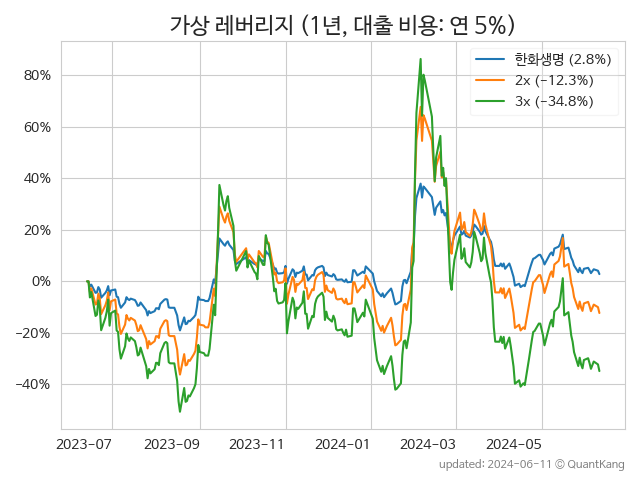 가상 레버리지 (1년, 대출 비용: 연 5%)
한화생명 (2.8%)
2x (−12.3%)
3x (−34.8%)
80%
60%
40%
20%
0%
−20%
−40%
2023-07 2023-09 2023-11 2024-01 2024-03 2024-05
updated: 2024-06-11 © QuantKang